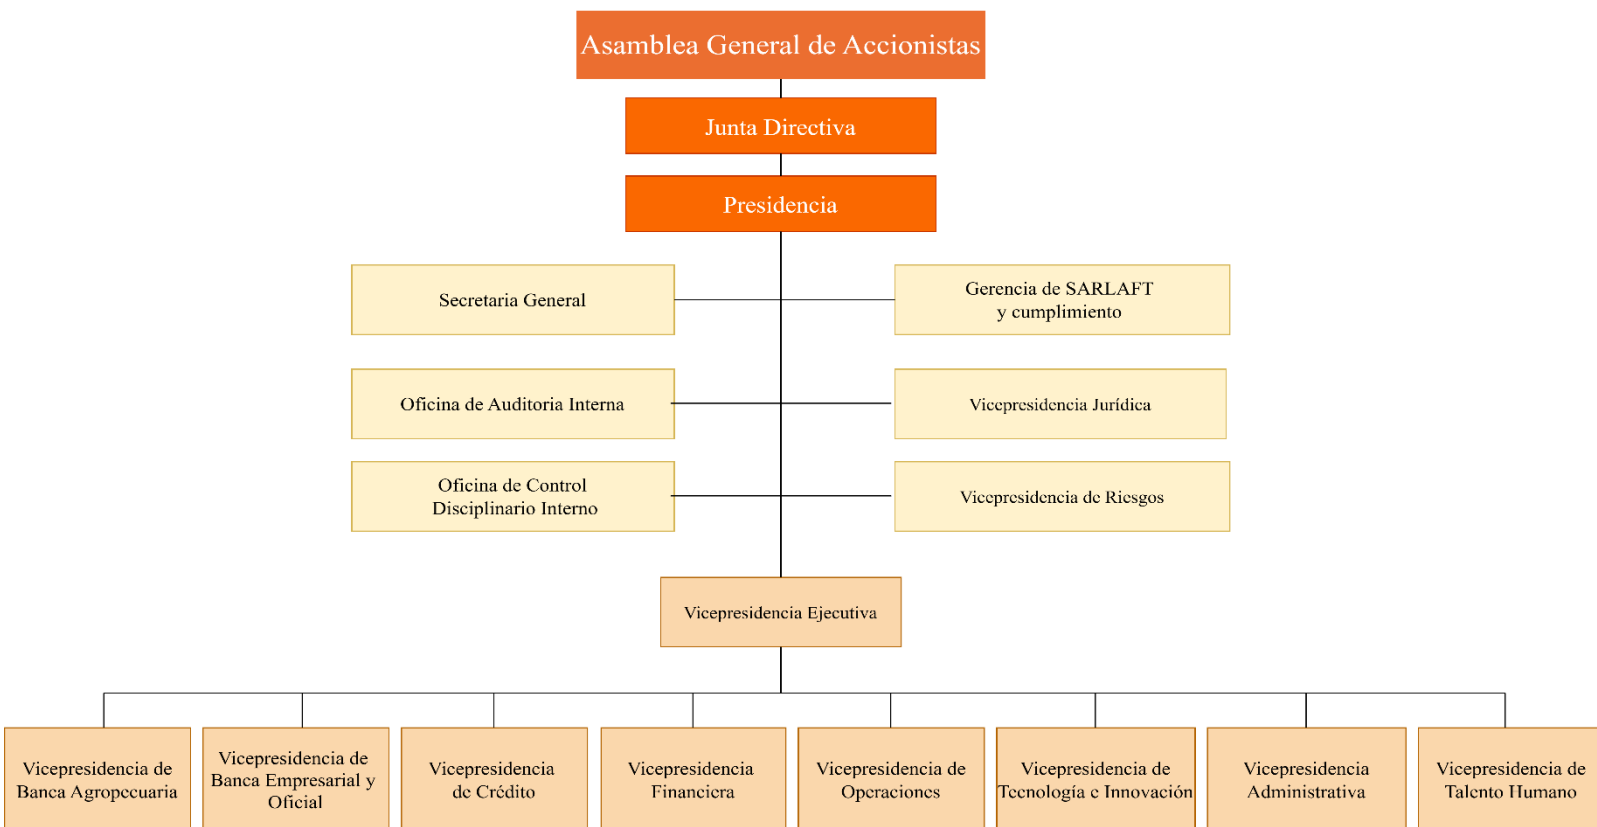 Asamblea General de Accionistas
Junta Directiva
Presidencia
Secretaria General
Gerencia de SARLAFT
y cumplimiento
Oficina de Auditoria Interna
Vicepresidencia Jurídica
Oficina de Control
Disciplinario Interno
Vicepresidencia de Riesgos
Vicepresidencia Ejecutiva
Vicepresidencia de
Banca Agropecuaria
Vicepresidencia de
Banca Empresarial y
Oficial
Vicepresidencia
de Crédito
Vicepresidencia
Financiera
Vicepresidencia de
Operaciones
Vicepresidencia de
Tecnología e Innovación
Vicepresidencia
Administrativa
Vicepresidencia de
Talento Humano